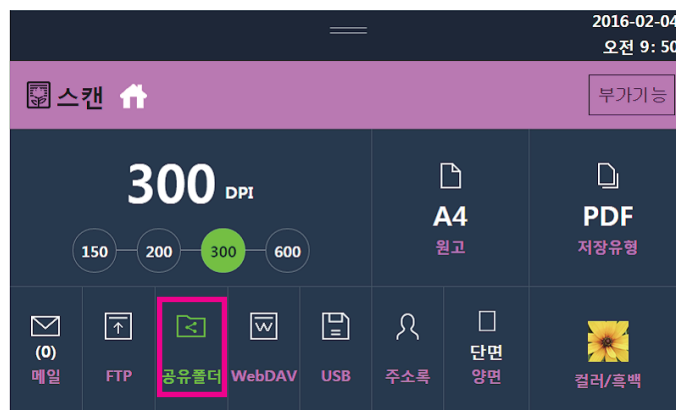 2016-02-04
오전 9: 50
스캔
부가기능
300 DPI
150 200 300 600
A4
원고
PDF
저장유형
(0)
메일
FTP
공유폴더
WebDAV
USB
주소록
단면
양면
컬러/흑백